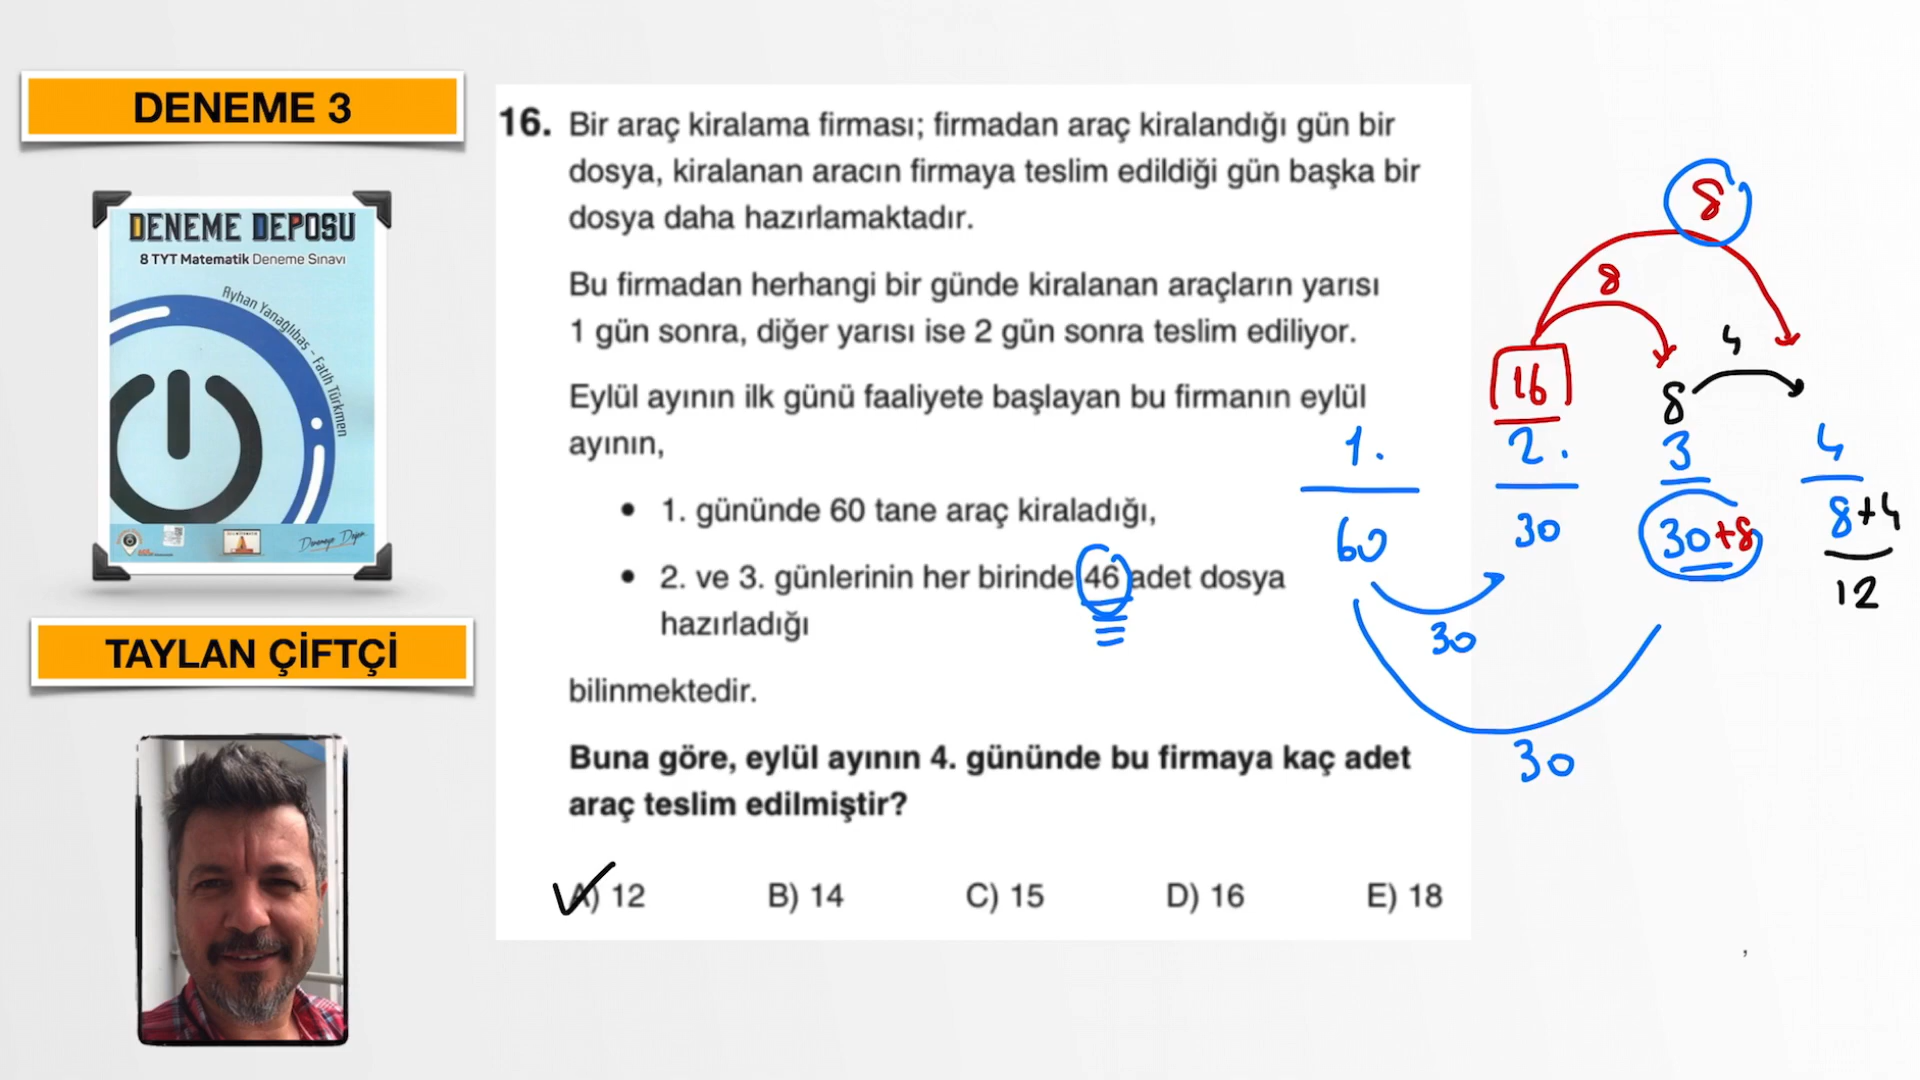 DENEME 3
DENEME DEPOSU
8 TYT Matematik Deneme Sınavı
Ayhan Yanağlıbaş - Fatih Türkmen
TAYLAN ÇİFTÇİ
16. Bir araç kiralama firması; firmadan araç kiralandığı gün bir
dosya, kiralanan aracın firmaya teslim edildiği gün başka bir
dosya daha hazırlamaktadır.
Bu firmadan herhangi bir günde kiralanan araçların yarısı
1 gün sonra, diğer yarısı ise 2 gün sonra teslim ediliyor.
Eylül ayının ilk günü faaliyete başlayan bu firmanın eylül
ayının,
• 1. gününde 60 tane araç kiraladığı,
• 2. ve 3. günlerinin her birinde 46 adet dosya
hazırladığı
bilinmektedir.
Buna göre, eylül ayının 4. gününde bu firmaya kaç adet
araç teslim edilmiştir?
A) 12 B) 14 C) 15 D) 16 E) 18
8
8
4
16 8
1. 2. 3 4
60 30 30+8 8+4
12
30
30